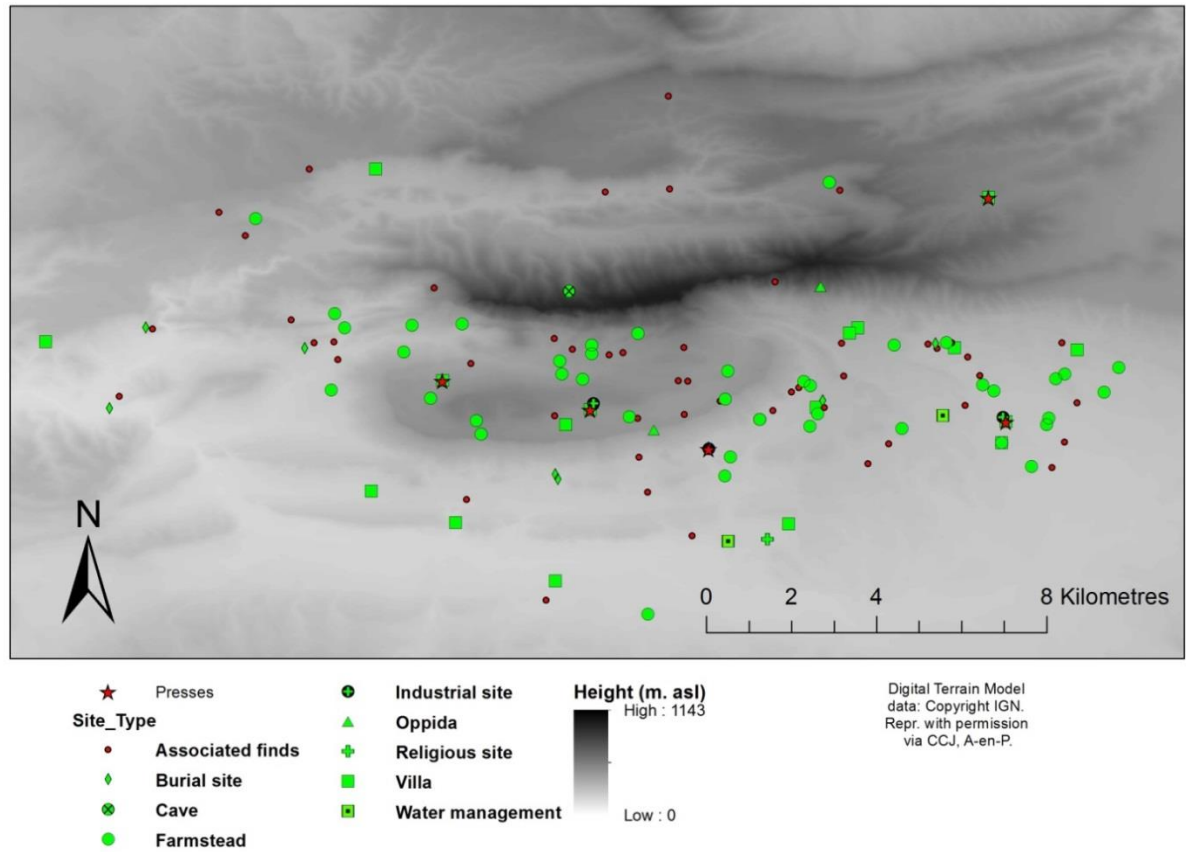 N
0 2 4 8 Kilometres
Presses
Site_Type
Associated finds
Burial site
Cave
Farmstead
Industrial site
Oppida
Religious site
Villa
Water management
Height (m. asl)
High : 1143
Low : 0
Digital Terrain Model
data: Copyright IGN.
Repr. with permission
via CCJ, A-en-P.